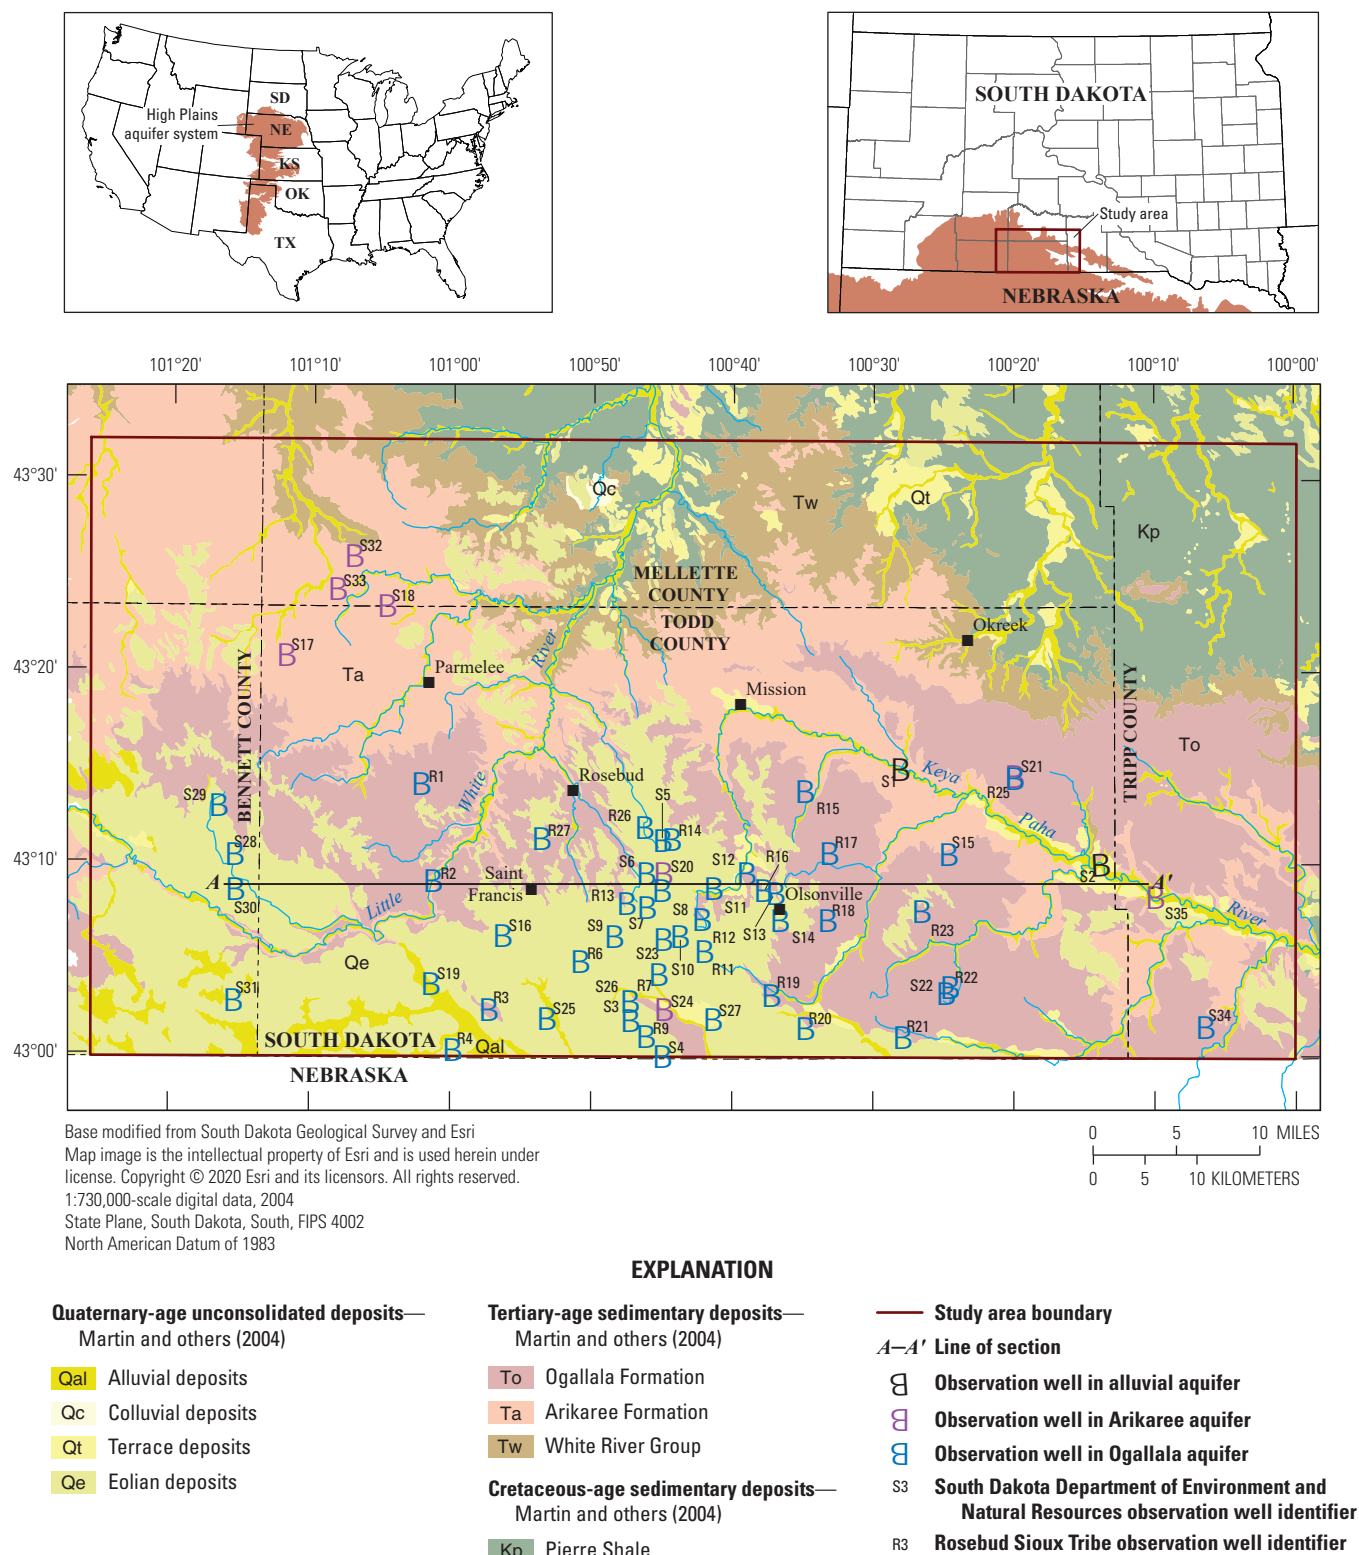 SD
High Plains
aquifer system
NE
KS
OK
TX
SOUTH DAKOTA
Study area
NEBRASKA
101°20' 101°10' 101°00' 100°50' 100°40' 100°30' 100°20' 100°10' 100°00'
43°30'
43°20'
43°10'
43°00'
Qc
Tw
Qt
Kp
S32
S33
S18
MELLETTE
COUNTY
TODD
COUNTY
Okreek
S17
River
Ta
Parmelee
BENNETT COUNTY
Mission
TRIPP COUNTY
To
R1
White
Rosebud
S1
Keya
S21
R25
S29
S5
R15
R26
R14
Paha
R27
S28
S6
S20
S12
R16
R17
S15
S2
A
R2
Saint
Francis
A'
S30
Little
R13
Olsonville
S35
River
S16
S9
S7
S8
S11
S13
S14
R18
R23
R12
Qe
R6
S23
S10
R11
S19
R19
S22
R22
S31
R3
S26
R7
S24
S25
S3
S27
R20
R21
S34
R9
SOUTH DAKOTA
R4
Qal
S4
NEBRASKA
Base modified from South Dakota Geological Survey and Esri
Map image is the intellectual property of Esri and is used herein under
license. Copyright © 2020 Esri and its licensors. All rights reserved.
1:730,000-scale digital data, 2004
State Plane, South Dakota, South, FIPS 4002
North American Datum of 1983
0 5 10 MILES
0 5 10 KILOMETERS
EXPLANATION
Quaternary-age unconsolidated deposits—
Martin and others (2004)
Qal Alluvial deposits
Qc Colluvial deposits
Qt Terrace deposits
Qe Eolian deposits
Tertiary-age sedimentary deposits—
Martin and others (2004)
To Ogallala Formation
Ta Arikaree Formation
Tw White River Group
Cretaceous-age sedimentary deposits—
Martin and others (2004)
Kp Pierre Shale
Study area boundary
A—A' Line of section
Observation well in alluvial aquifer
Observation well in Arikaree aquifer
Observation well in Ogallala aquifer
S3 South Dakota Department of Environment and
Natural Resources observation well identifier
R3 Rosebud Sioux Tribe observation well identifier